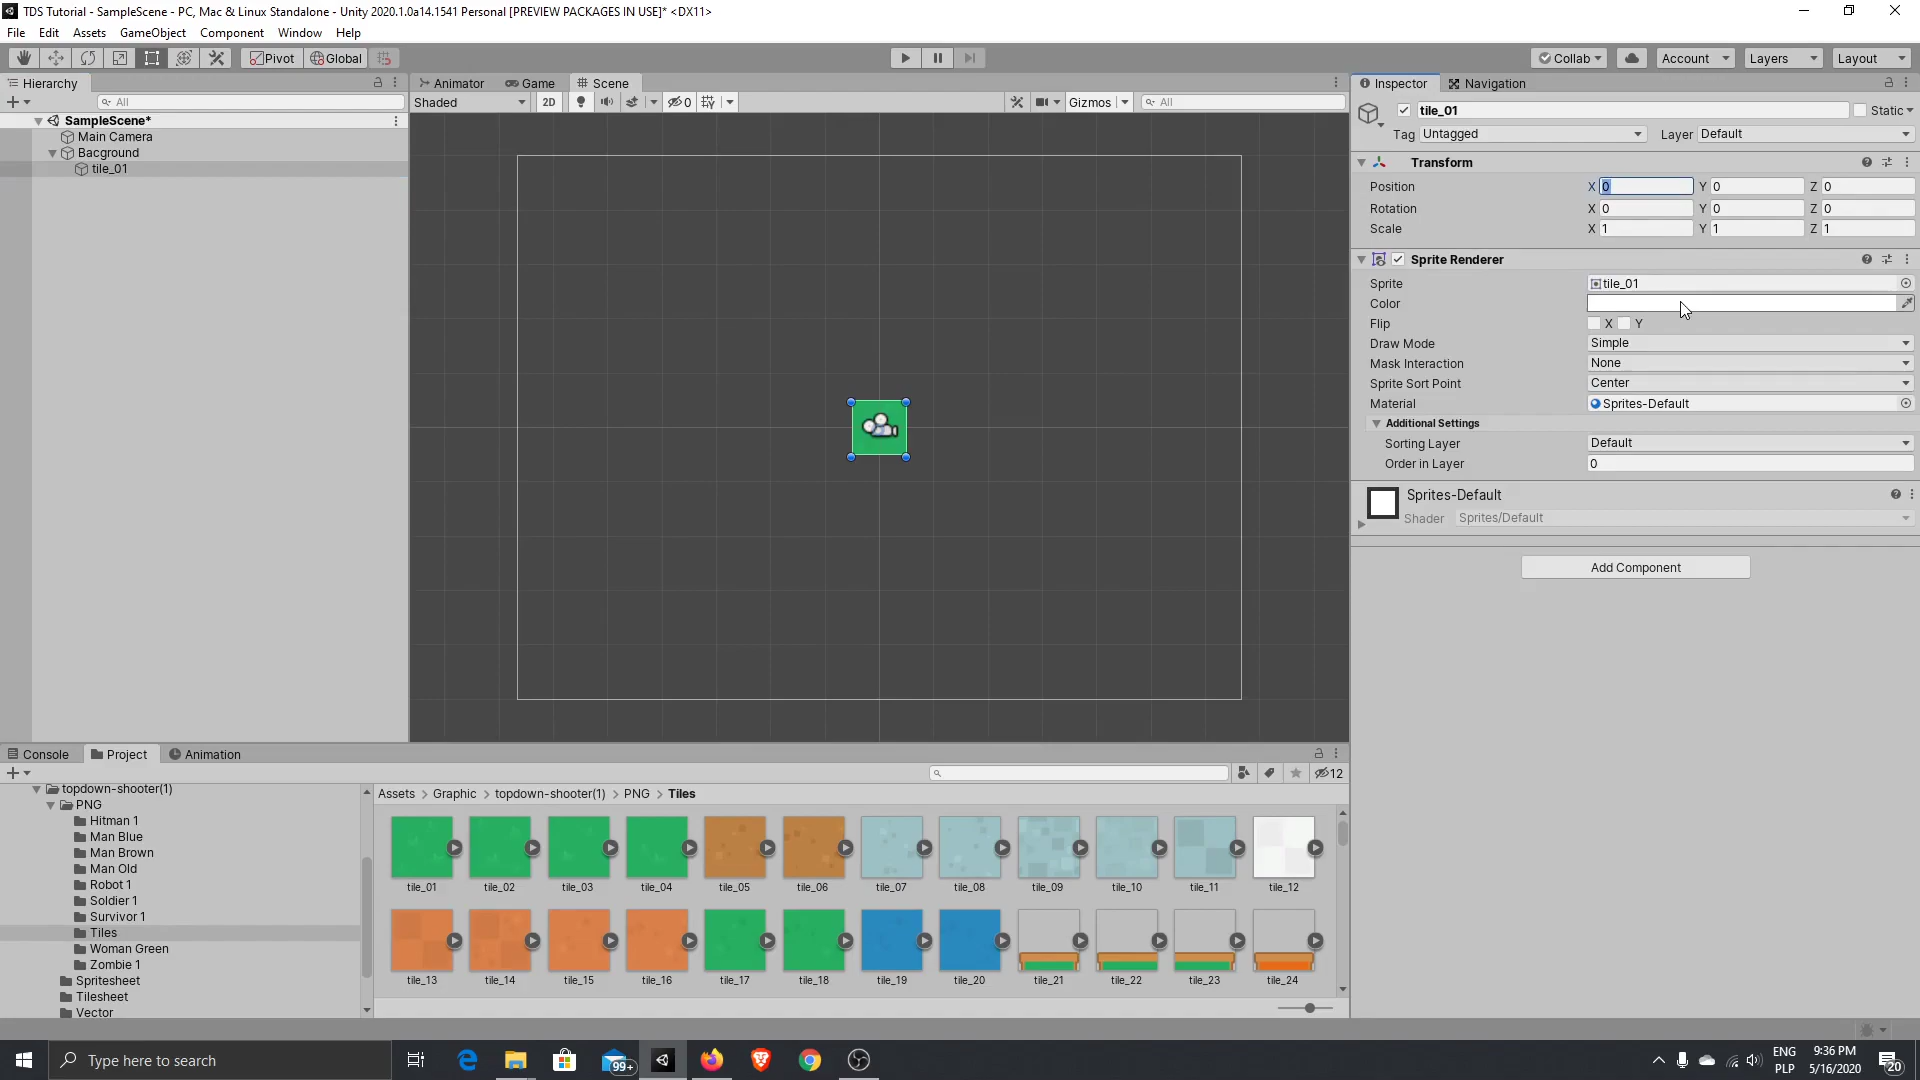 TDS Tutorial - SampleScene - PC, Mac & Linux Standalone - Unity 2020.1.0a14.1541 Personal [PREVIEW PACKAGES IN USE]* <DX11>
File Edit Assets GameObject Component Window Help
Pivot Global Collab Account Layers Layout
Hierarchy
All
SampleScene*
Main Camera
Bacground
tile_01
Animator Game Scene
Shaded 2D 0 Gizmos All
Inspector Navigation
tile_01 Static
Tag Untagged Layer Default
Transform
Position X 0 Y 0 Z 0
Rotation X 0 Y 0 Z 0
Scale X 1 Y 1 Z 1
Sprite Renderer
Sprite tile_01
Color
Flip X Y
Draw Mode Simple
Mask Interaction None
Sprite Sort Point Center
Material Sprites-Default
Additional Settings
Sorting Layer Default
Order in Layer 0
Sprites-Default
Shader Sprites/Default
Add Component
Console Project Animation
12
topdown-shooter(1)
PNG
Hitman 1
Man Blue
Man Brown
Man Old
Robot 1
Soldier 1
Survivor 1
Tiles
Woman Green
Zombie 1
Spritesheet
Tilesheet
Vector
Assets > Graphic > topdown-shooter(1) > PNG > Tiles
tile_01 tile_02 tile_03 tile_04 tile_05 tile_06 tile_07 tile_08 tile_09 tile_10 tile_11 tile_12
tile_13 tile_14 tile_15 tile_16 tile_17 tile_18 tile_19 tile_20 tile_21 tile_22 tile_23 tile_24
Type here to search
99+
ENG
PLP
9:36 PM
5/16/2020
20